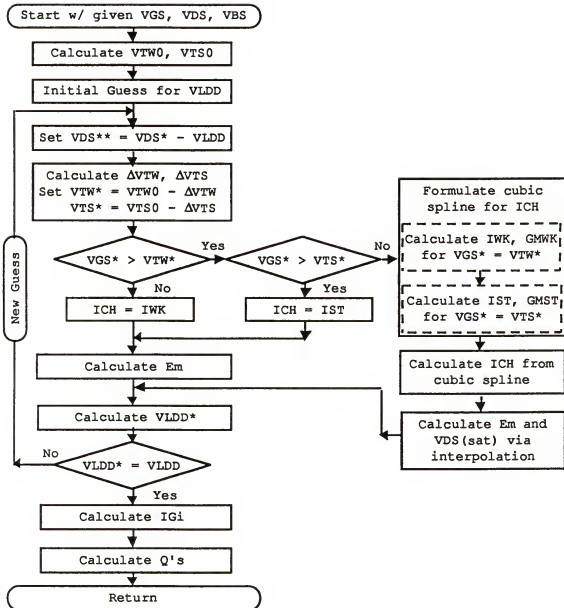 Start w/ given VGS, VDS, VBS
Calculate VTW0, VTS0
Initial Guess for VLDD
Set VDS** = VDS* - VLDD
Calculate ΔVTW, ΔVTS
Set VTW* = VTW0 - ΔVTW
VTS* = VTS0 - ΔVTS
VGS* > VTW*
Yes
No
VGS* > VTS*
No
Yes
ICH = IWK
ICH = IST
Formulate cubic
spline for ICH
Calculate IWK, GMWK
for VGS* = VTW*
Calculate IST, GMST
for VGS* = VTS*
Calculate ICH from
cubic spline
Calculate Em and
VDS(sat) via
interpolation
New Guess
Calculate Em
Calculate VLDD*
No
VLDD* = VLDD
Yes
Calculate IGi
Calculate Q's
Return